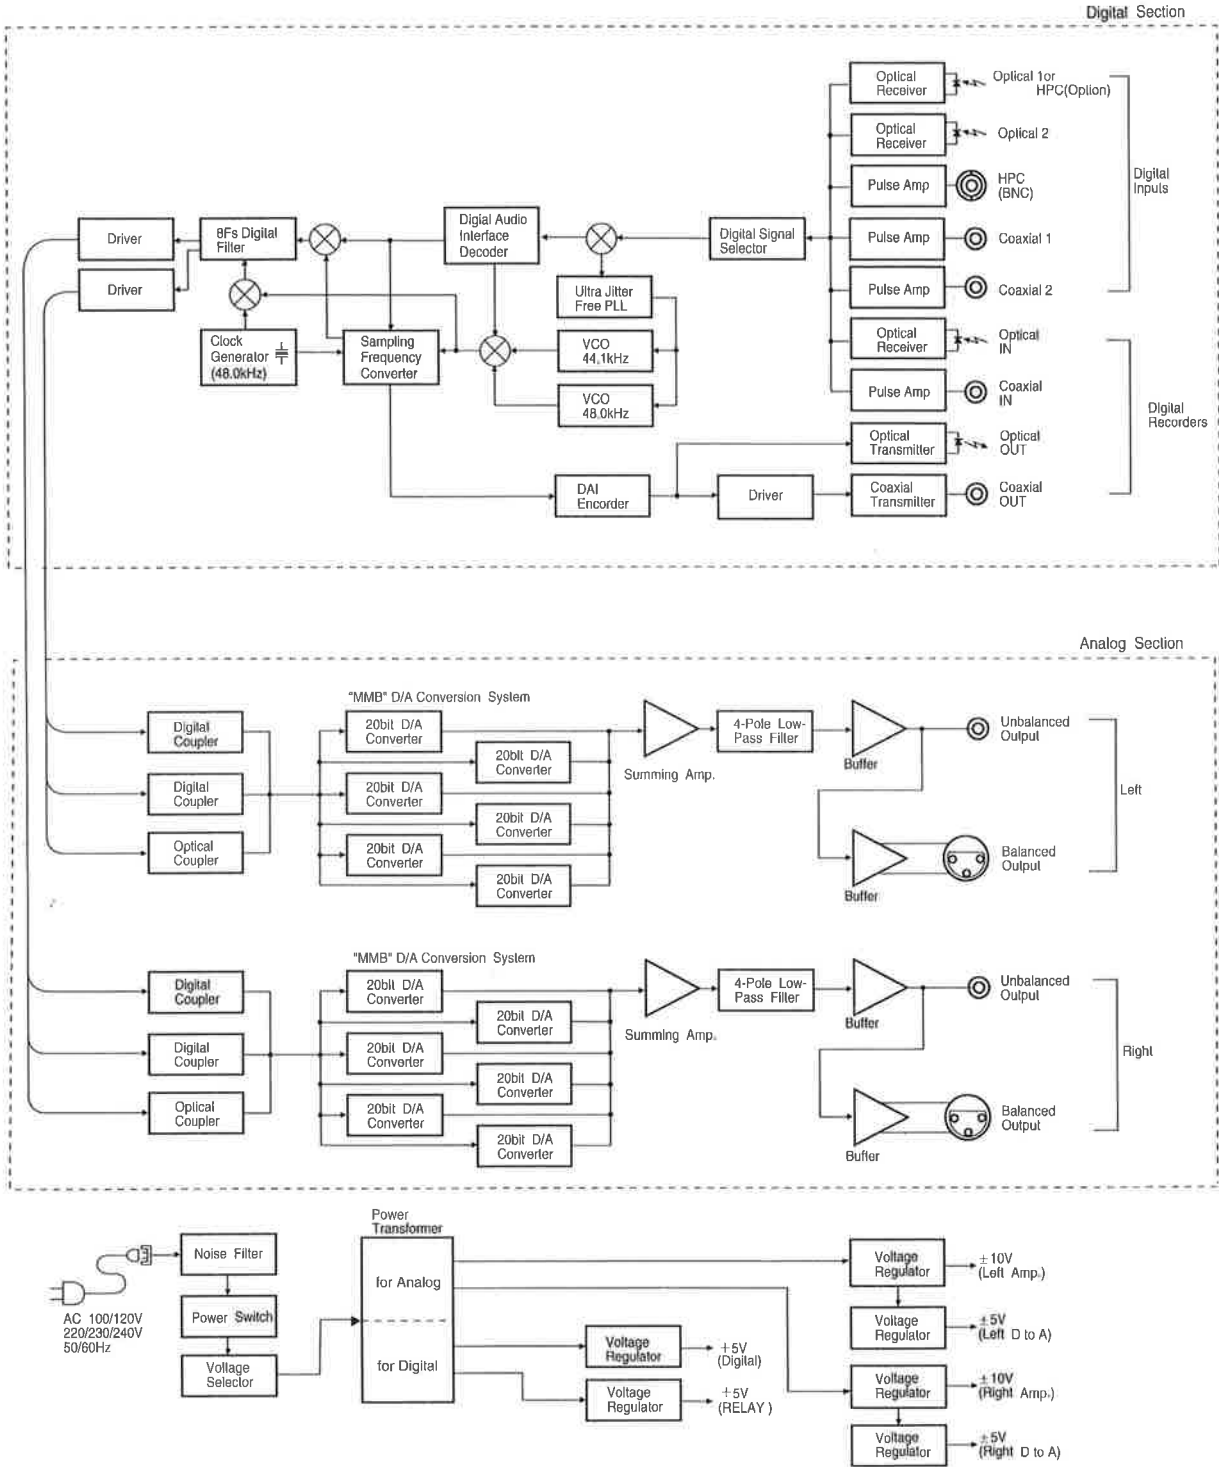 Digital Section
Optical
Receiver
Optical 1or
HPC(Option)
Optical
Receiver
Optical 2
Pulse Amp
HPC
(BNC)
Digital
Inputs
Driver
8Fs Digital
Filter
Digial Audio
Interface
Decoder
Digital Signal
Selector
Pulse Amp
Coaxial 1
Driver
Ultra Jitter
Free PLL
Pulse Amp
Coaxial 2
Clock
Generator
(48.0kHz)
Sampling
Frequency
Converter
VCO
44.1kHz
Optical
Receiver
Optical
IN
VCO
48.0kHz
Pulse Amp
Coaxial
IN
Digital
Recorders
Optical
Transmitter
Optical
OUT
DAI
Encorder
Driver
Coaxial
Transmitter
Coaxial
OUT
Analog Section
"MMB" D/A Conversion System
Digital
Coupler
20bit D/A
Converter
20bit D/A
Converter
Summing Amp.
4-Pole Low-
Pass Filter
Buffer
Unbalanced
Output
Digital
Coupler
20bit D/A
Converter
20bit D/A
Converter
Left
Optical
Coupler
20bit D/A
Converter
20bit D/A
Converter
Buffer
Balanced
Output
"MMB" D/A Conversion System
Digital
Coupler
20bit D/A
Converter
20bit D/A
Converter
Summing Amp.
4-Pole Low-
Pass Filter
Buffer
Unbalanced
Output
Digital
Coupler
20bit D/A
Converter
20bit D/A
Converter
Right
Optical
Coupler
20bit D/A
Converter
20bit D/A
Converter
Buffer
Balanced
Output
Power
Transformer
Noise Filter
for Analog
Voltage
Regulator
±10V
(Left Amp.)
AC 100/120V
220/230/240V
50/60Hz
Power Switch
Voltage
Regulator
±5V
(Left D to A)
Voltage
Selector
for Digital
Voltage
Regulator
+5V
(Digital)
Voltage
Regulator
±10V
(Right Amp.)
Voltage
Regulator
+5V
(RELAY )
Voltage
Regulator
±5V
(Right D to A)